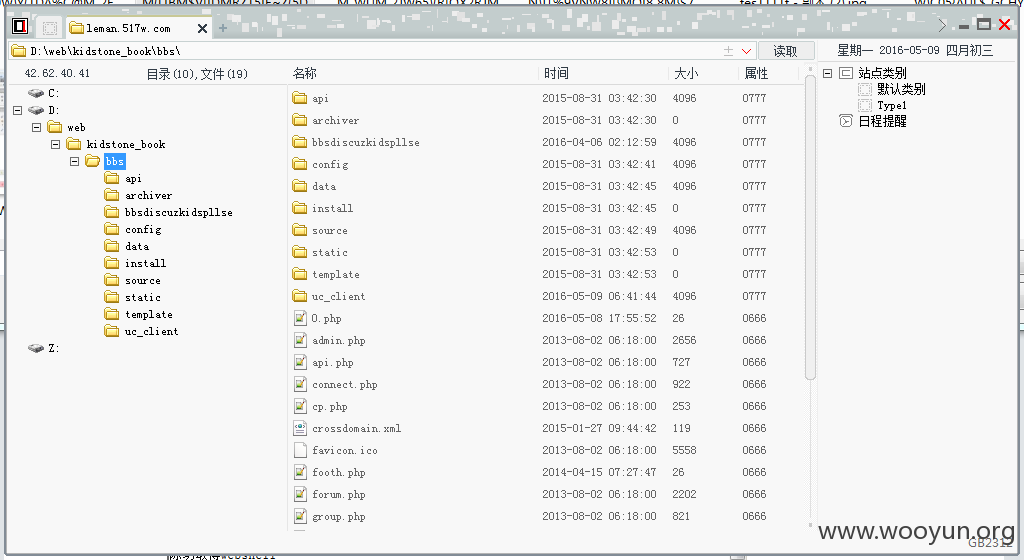 leman.517w.com
D:\web\kidstone_book\bbs\
读取
星期一 2016-05-09 四月初三
42.62.40.41 目录(10),文件(19) 名称 时间 大小 属性
C:
D:
web
kidstone_book
bbs
api
archiver
bbsdiscuzkidspllse
config
data
install
source
static
template
uc_client
Z:
api 2015-08-31 03:42:30 4096 0777
archiver 2015-08-31 03:42:30 0 0777
bbsdiscuzkidspllse 2016-04-06 02:12:59 4096 0777
config 2015-08-31 03:42:41 4096 0777
data 2015-08-31 03:42:45 4096 0777
install 2015-08-31 03:42:45 0 0777
source 2015-08-31 03:42:49 4096 0777
static 2015-08-31 03:42:53 0 0777
template 2015-08-31 03:42:53 0 0777
uc_client 2016-05-09 06:41:44 4096 0777
0.php 2016-05-08 17:55:52 26 0666
admin.php 2013-08-02 06:18:00 2656 0666
api.php 2013-08-02 06:18:00 727 0666
connect.php 2013-08-02 06:18:00 922 0666
cp.php 2013-08-02 06:18:00 253 0666
crossdomain.xml 2015-01-27 09:44:42 119 0666
favicon.ico 2013-08-02 06:18:00 5558 0666
footh.php 2014-04-15 07:27:47 26 0666
forum.php 2013-08-02 06:18:00 2202 0666
group.php 2013-08-02 06:18:00 821 0666
站点类别
默认类别
Type1
日程提醒
www.wooyun.org
GB2312